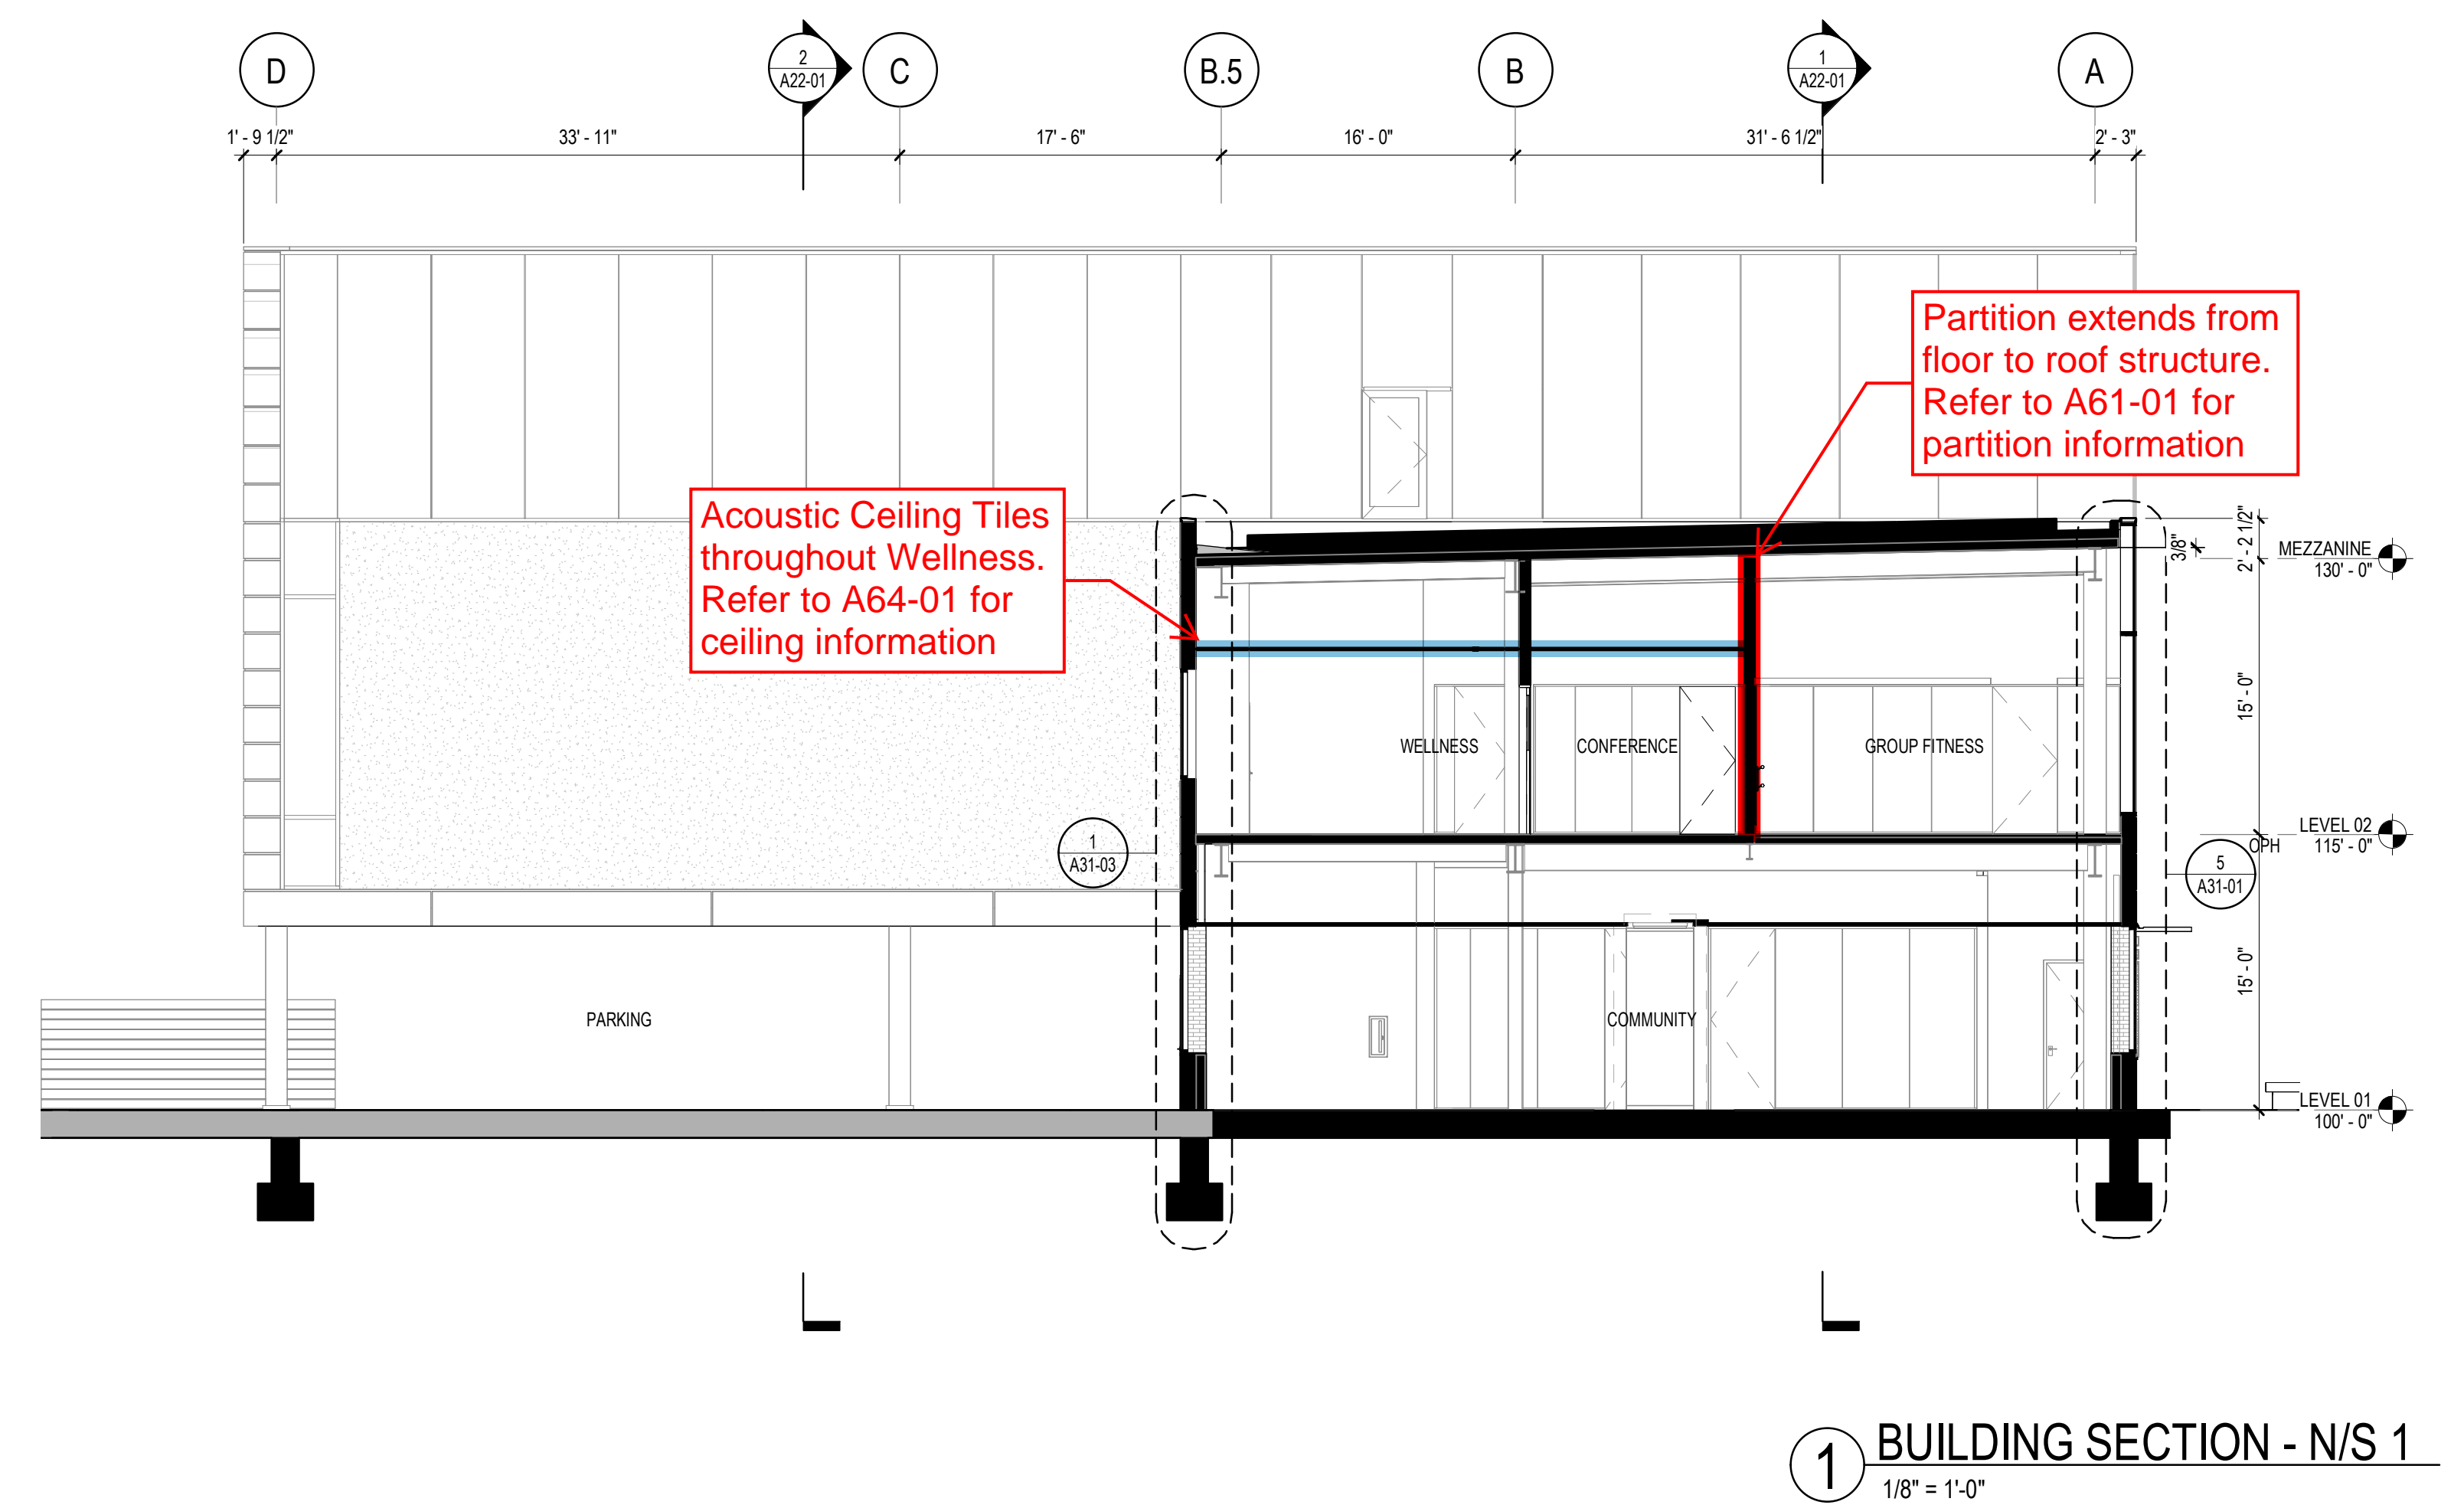 D
2
A22-01
C
B.5
B
1
A22-01
A
1' - 9 1/2"
33' - 11"
17' - 6"
16' - 0"
31' - 6 1/2"
2' - 3"
Partition extends from
floor to roof structure.
Refer to A61-01 for
partition information
Acoustic Ceiling Tiles
throughout Wellness.
Refer to A64-01 for
ceiling information
3/8"
2' - 2 1/2"
MEZZANINE
130' - 0"
15' - 0"
WELLNESS
CONFERENCE
GROUP FITNESS
LEVEL 02
115' - 0"
OPH
1
A31-03
5
A31-01
15' - 0"
PARKING
COMMUNITY
LEVEL 01
100' - 0"
1
BUILDING SECTION - N/S 1
1/8" = 1'-0"